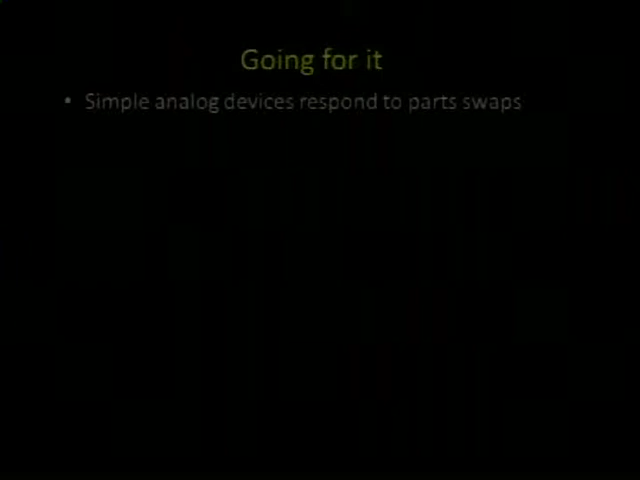 Going for it
• Simple analog devices respond to parts swaps